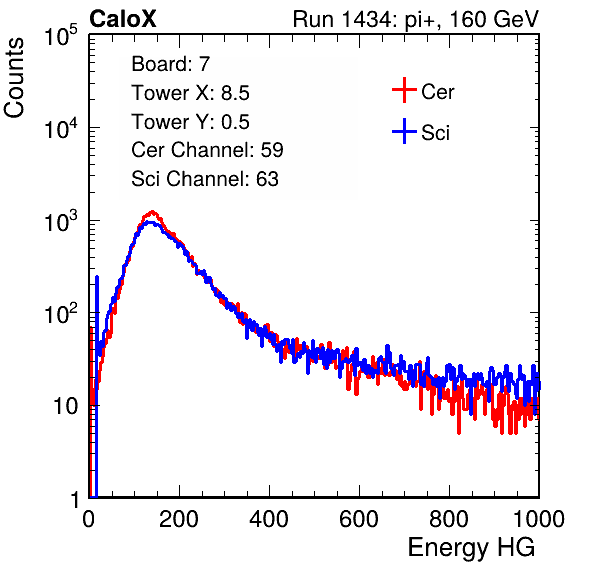 CaloX Run 1434: pi+, 160 GeV
Counts
Board: 7
Tower X: 8.5
Tower Y: 0.5
Cer Channel: 59
Sci Channel: 63
Cer
Sci
10^5
10^4
10^3
10^2
10
1
0 200 400 600 800 1000
Energy HG